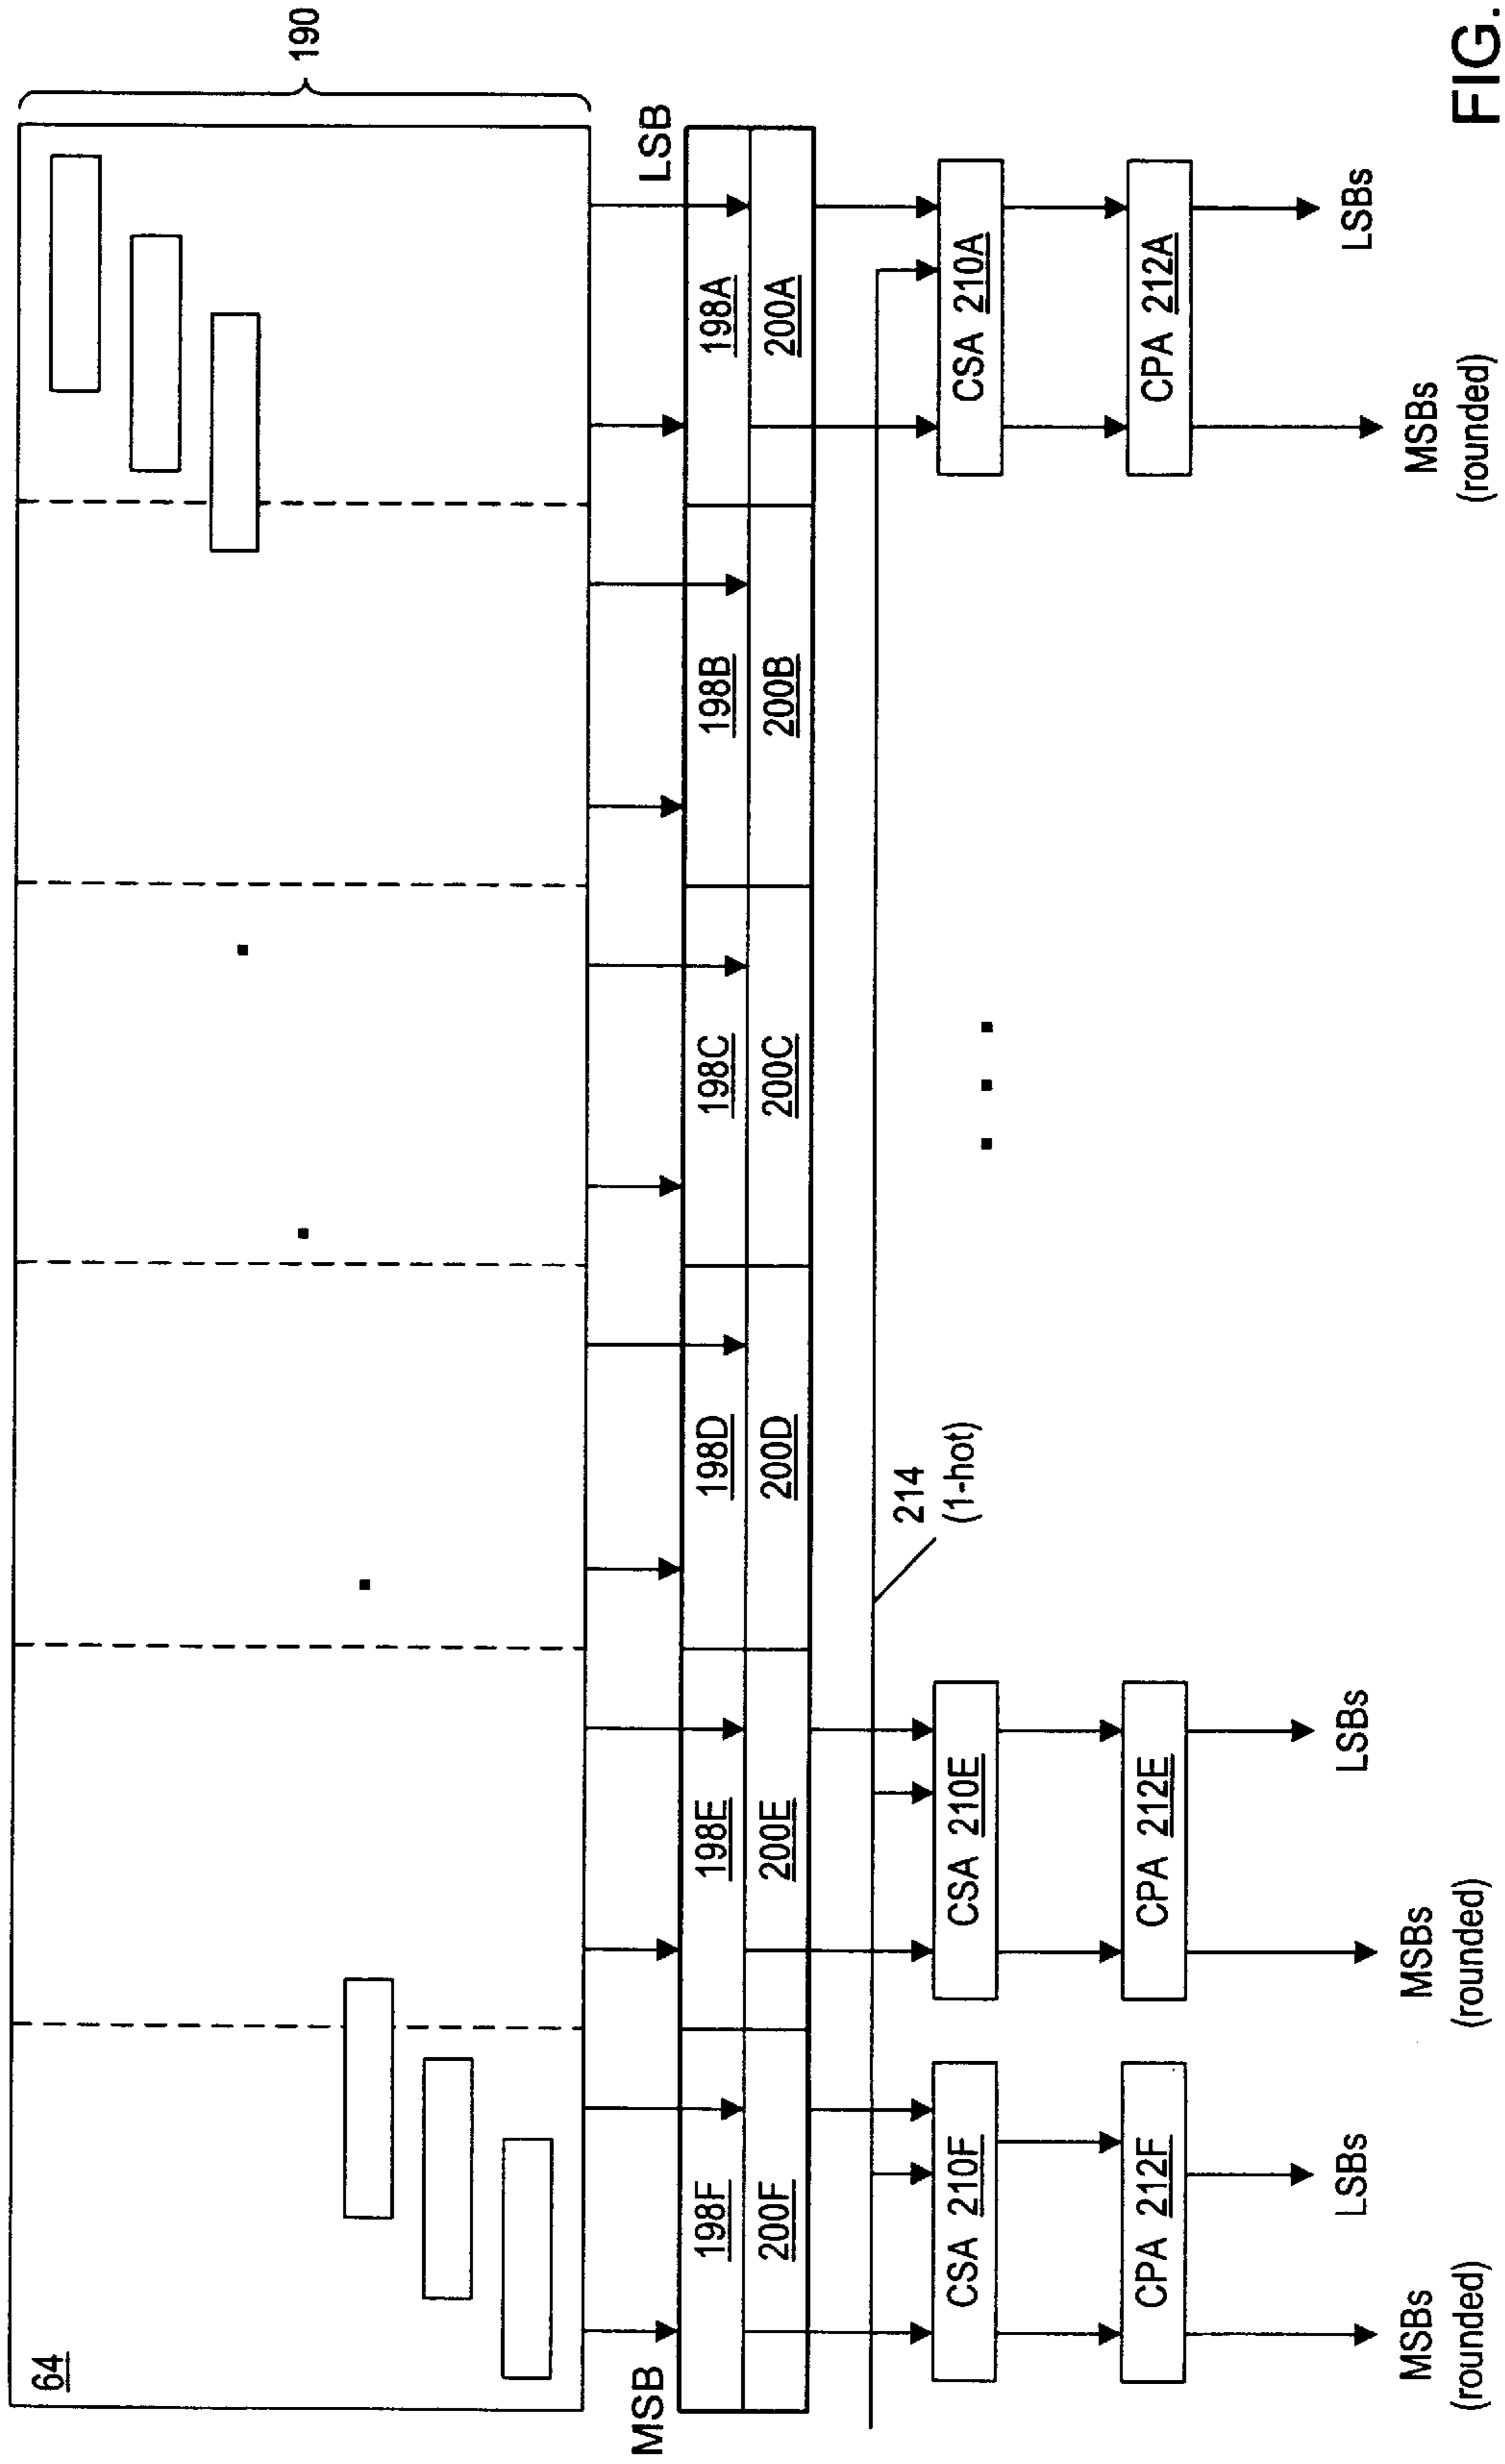 64
190
MSB
LSB
198F
198E
198D
198C
198B
198A
200F
200E
200D
200C
200B
200A
214
(1-hot)
CSA 210F
CSA 210E
CSA 210A
CPA 212F
CPA 212E
CPA 212A
MSBs
(rounded)
LSBs
MSBs
(rounded)
LSBs
MSBs
(rounded)
LSBs
FIG.